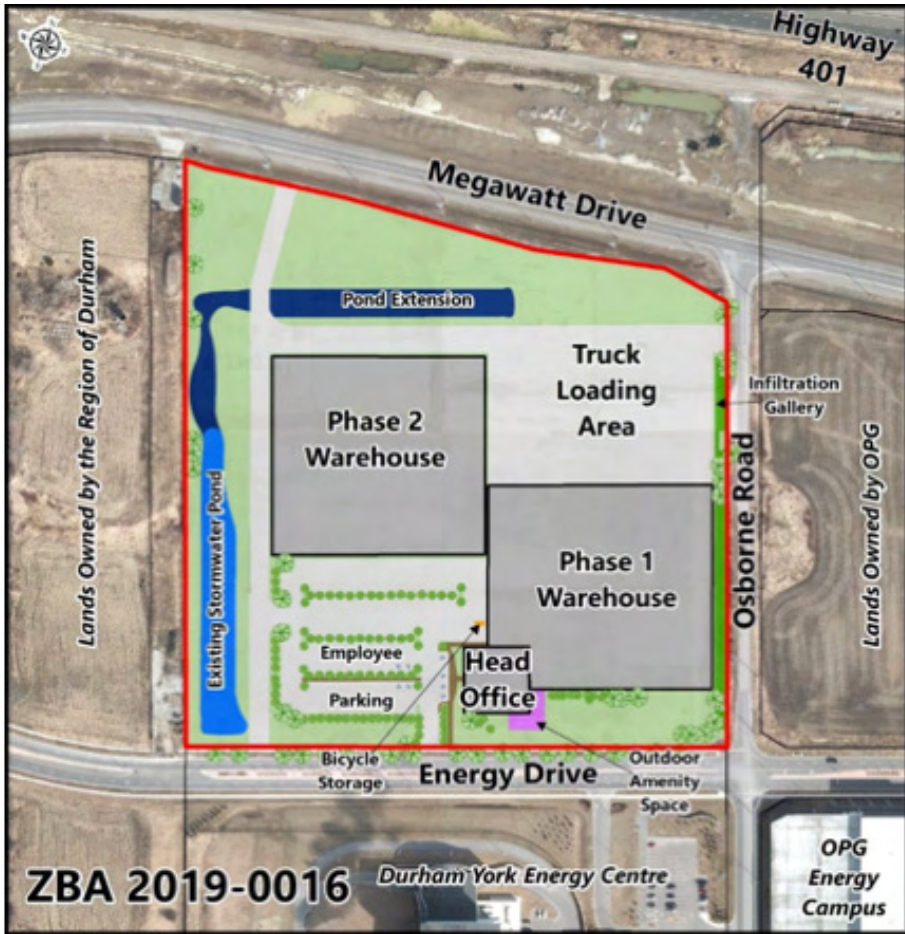 Highway
401
Megawatt Drive
Lands Owned by the Region of Durham
Pond Extension
Truck
Loading
Area
Infiltration
Gallery
Phase 2
Warehouse
Existing Stormwater Pond
Phase 1
Warehouse
Osborne Road
Lands Owned by OPG
Employee
Parking
Head
Office
Bicycle
Storage
Energy Drive
Outdoor
Amenity
Space
ZBA 2019-0016
Durham York Energy Centre
OPG
Energy
Campus